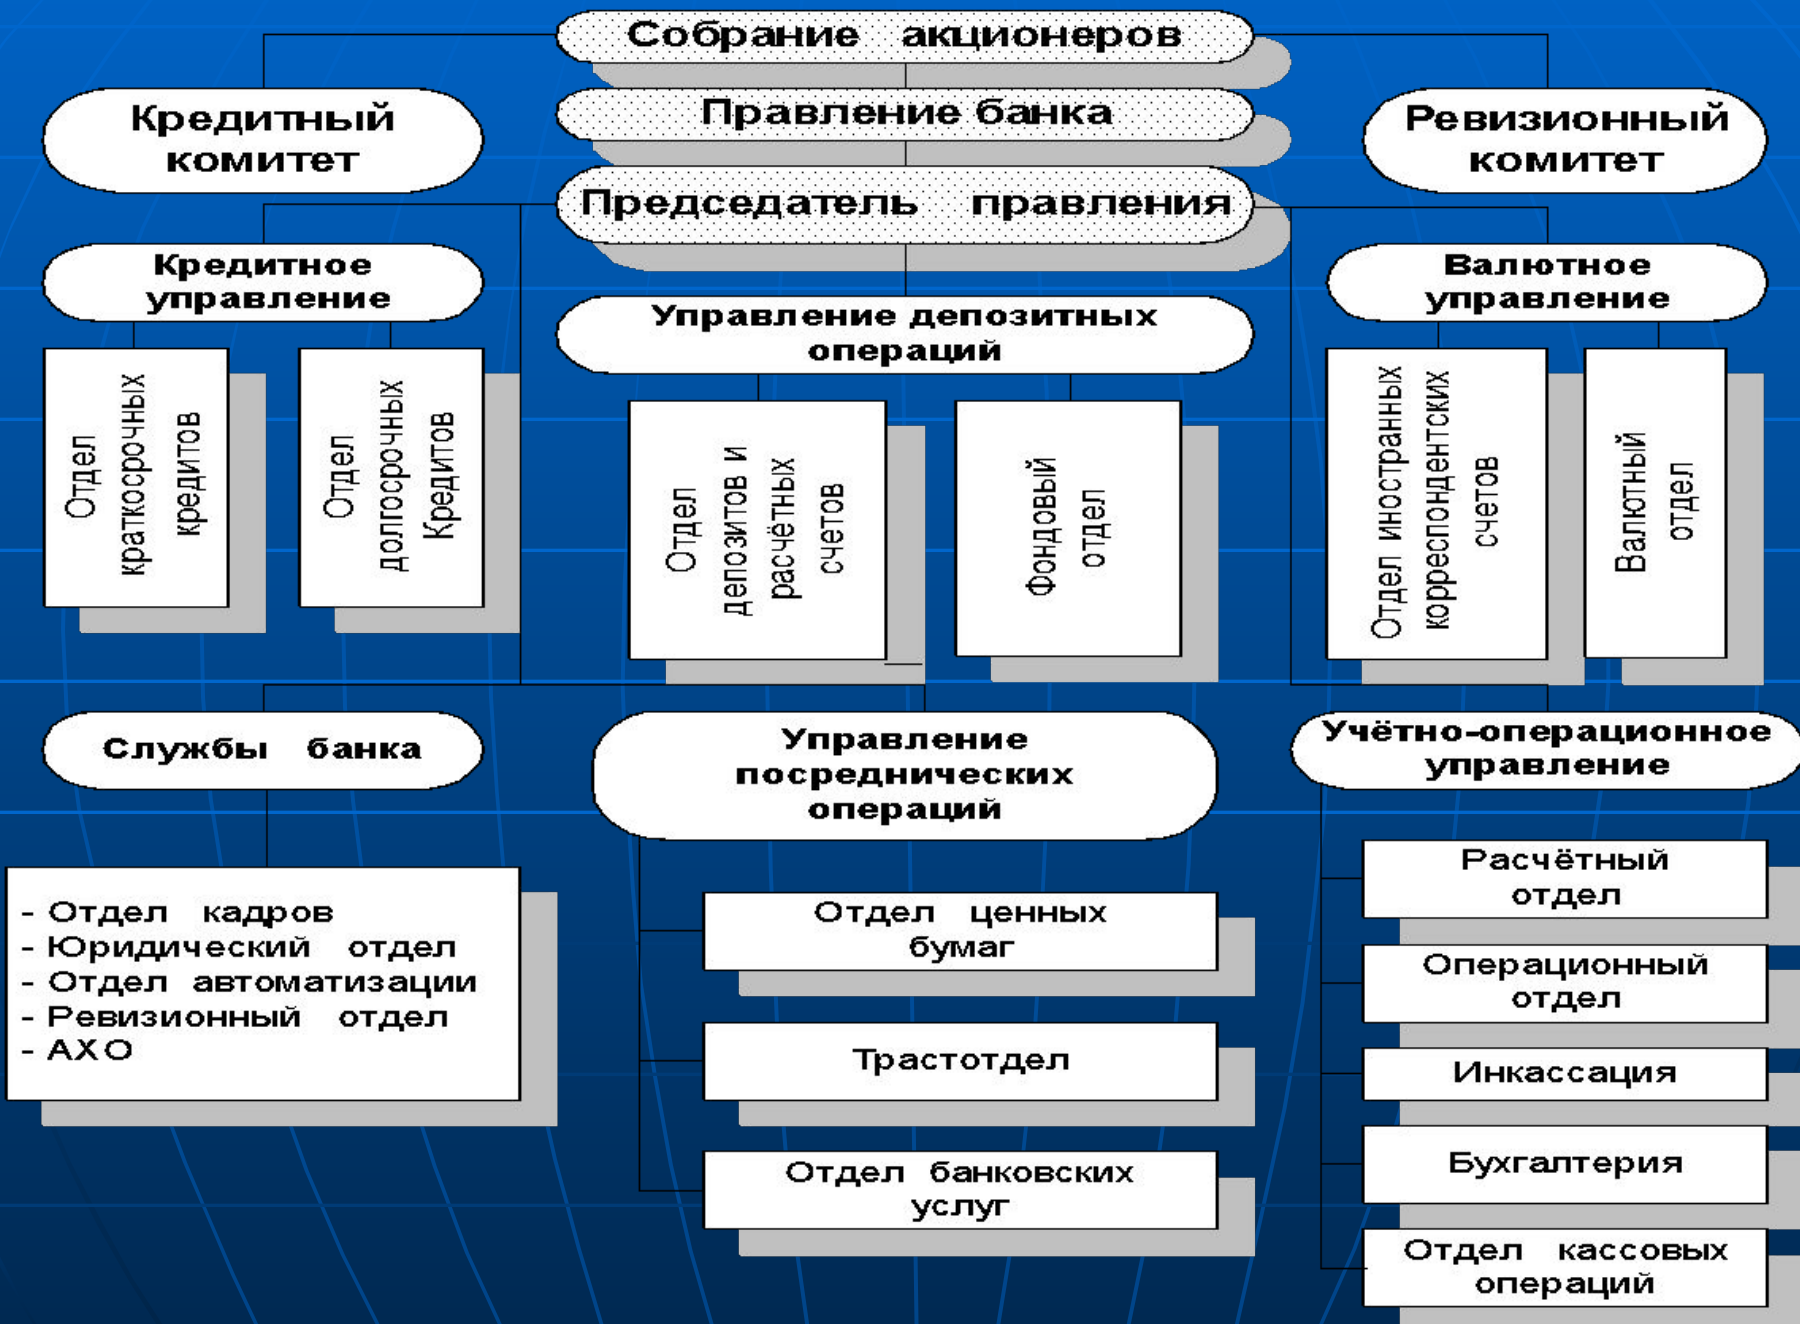 Собрание акционеров
Кредитный
комитет
Правление банка
Ревизионный
комитет
Председатель правления
Кредитное
управление
Управление депозитных
операций
Валютное
управление
Отдел
краткосрочных
кредитов
Отдел
долгосрочных
Кредитов
Отдел
депозитов и
расчётных
счетов
Фондовый
отдел
Отдел иностранных
корреспондентских
счетов
Валютный
отдел
Службы банка
Управление
посреднических
операций
Учётно-операционное
управление
- Отдел кадров
- Юридический отдел
- Отдел автоматизации
- Ревизионный отдел
- АХО
Отдел ценных
бумаг
Трастотдел
Отдел банковских
услуг
Расчётный
отдел
Операционный
отдел
Инкассация
Бухгалтерия
Отдел кассовых
операций